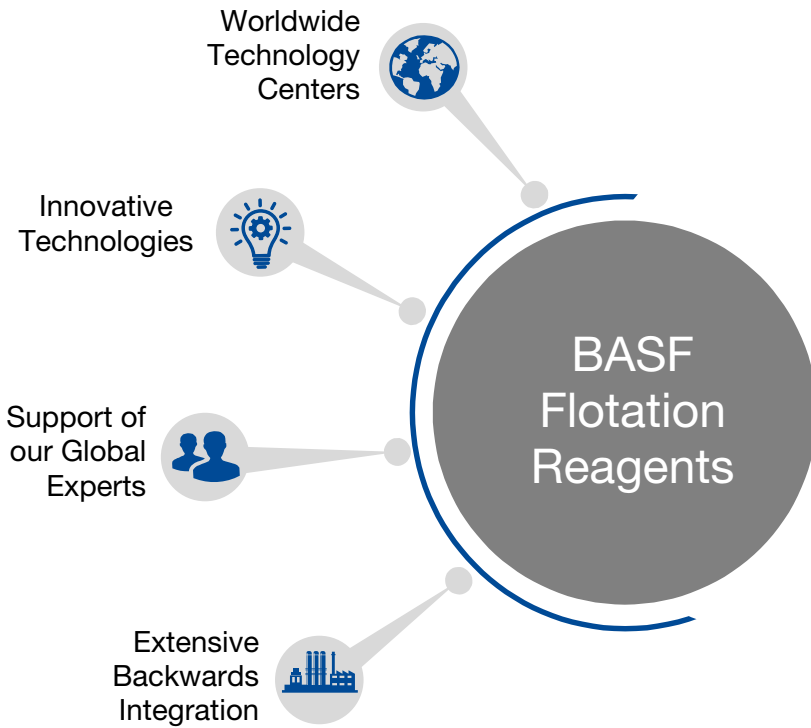 Worldwide
Technology
Centers
Innovative
Technologies
Support of
our Global
Experts
Extensive
Backwards
Integration
BASF
Flotation
Reagents